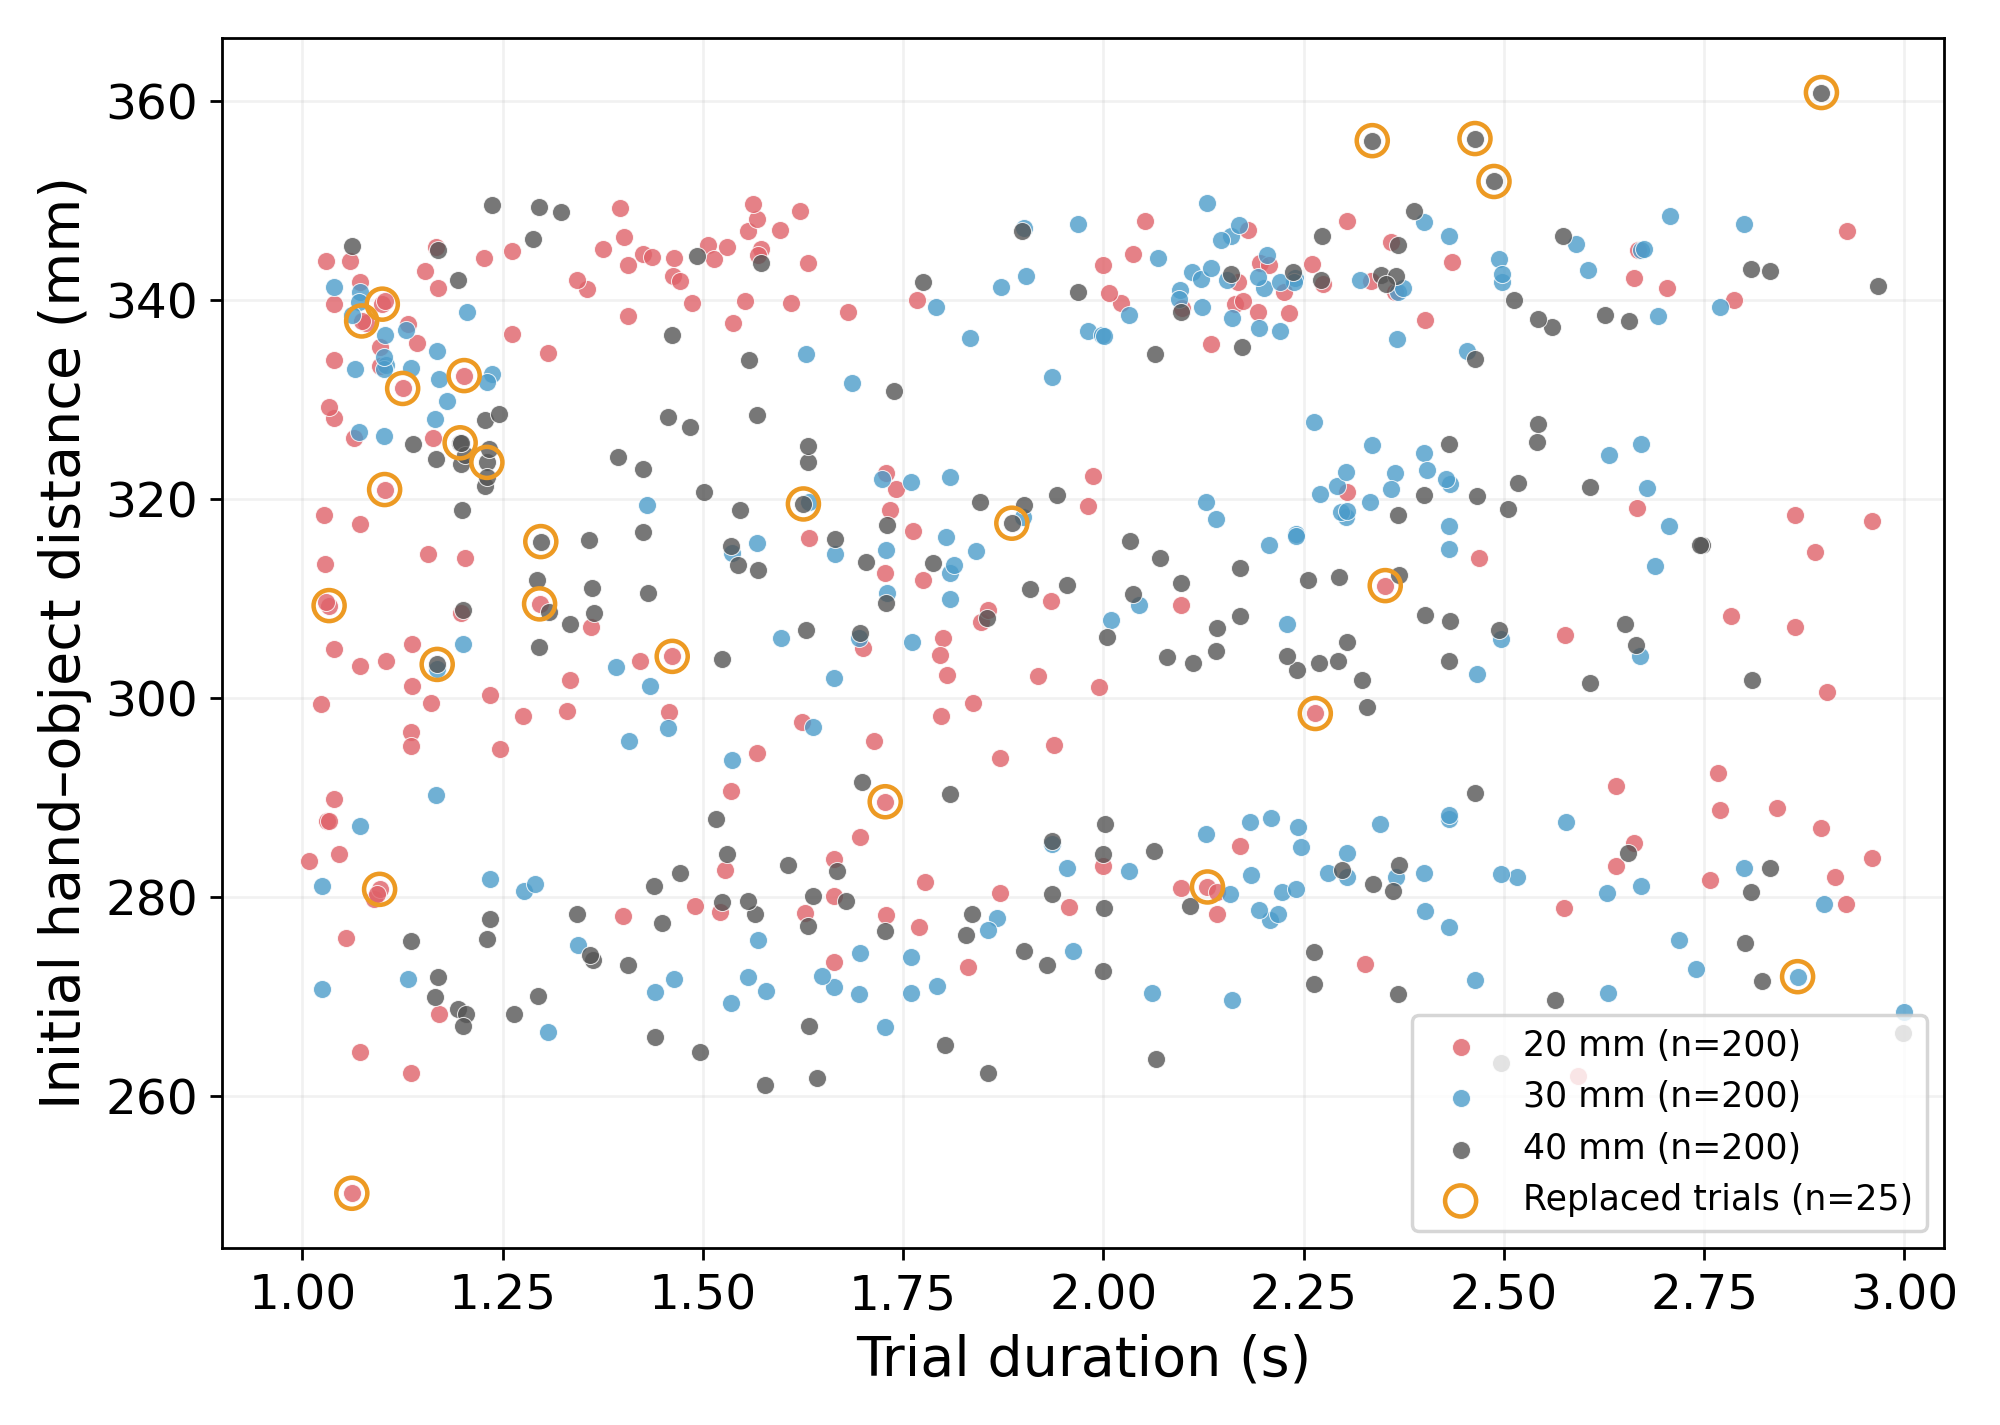 360
340
320
300
280
260
Initial hand–object distance (mm)
20 mm (n=200)
30 mm (n=200)
40 mm (n=200)
Replaced trials (n=25)
1.00 1.25 1.50 1.75 2.00 2.25 2.50 2.75 3.00
Trial duration (s)